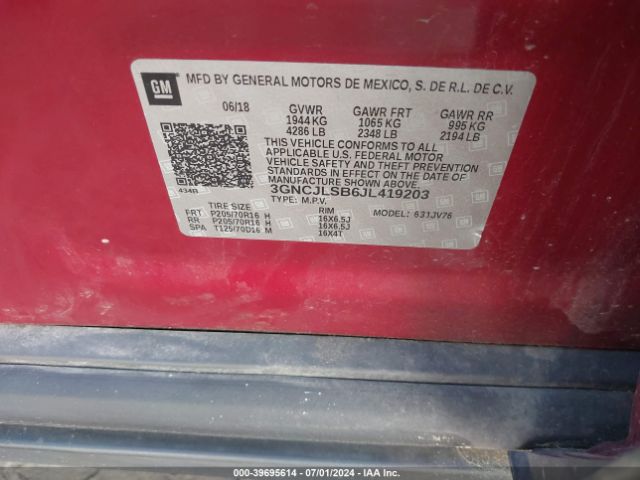 GM
MFD BY GENERAL MOTORS DE MEXICO, S. DE R.L. DE C.V.
06/18 GVWR GAWR FRT GAWR RR
1944 KG 1065 KG 995 KG
4286 LB 2348 LB 2194 LB
THIS VEHICLE CONFORMS TO ALL
APPLICABLE U.S. FEDERAL MOTOR
VEHICLE SAFETY AND THEFT PREVENTION
STANDARDS IN EFFECT ON THE DATE OF
MANUFACTURE SHOWN ABOVE.
434R
3GNCJLSB6JL419203
TYPE: M.P.V. MODEL: 631JV76
TIRE SIZE RIM
FRT P205/70R16 H 16X6.5J
RR P205/70R16 H 16X6.5J
SPA T125/70D16 M 16X4T
000-39695614 - 07/01/2024 - IAA Inc.